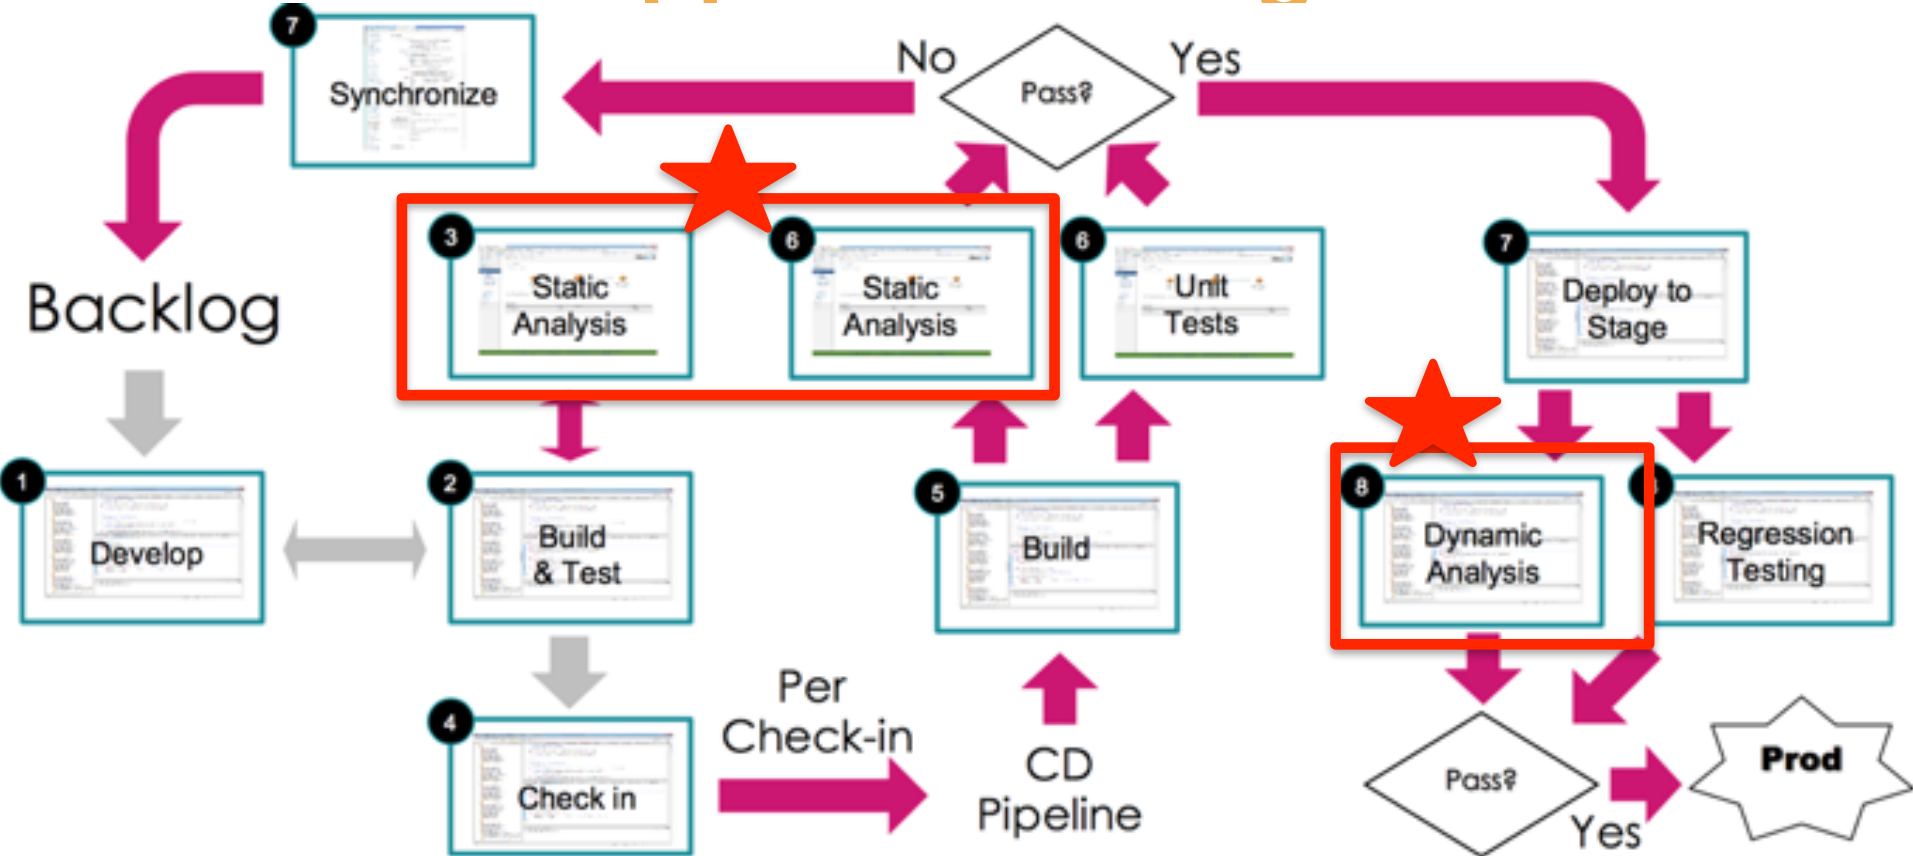 7
Synchronize
No
Pass?
Yes
Backlog
3
Static
Analysis
6
Static
Analysis
6
Unit
Tests
7
Deploy to
Stage
1
Develop
2
Build
& Test
5
Build
8
Dynamic
Analysis
Regression
Testing
4
Check in
Per
Check-in
CD
Pipeline
Pass?
Yes
Prod